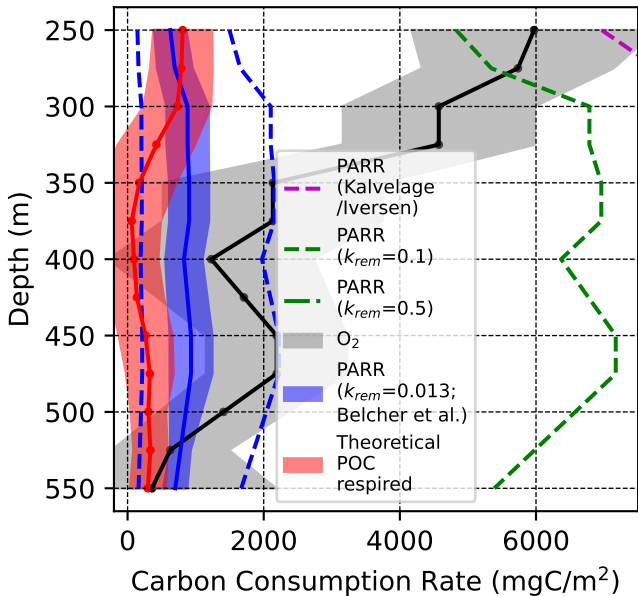 250
300
350
400
450
500
550
Depth (m)
0
2000
4000
6000
Carbon Consumption Rate (mgC/m²)
PARR
(Kalvelage
/Iversen)
PARR
(k_rem=0.1)
PARR
(k_rem=0.5)
O₂
PARR
(k_rem=0.013;
Belcher et al.)
Theoretical
POC
respired